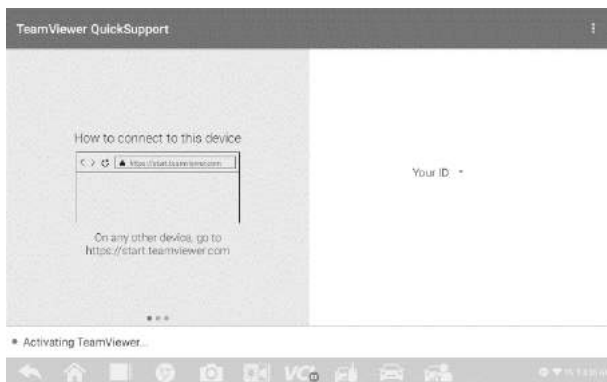 TeamViewer QuickSupport
How to connect to this device
On any other device, go to
https://start.teamviewer.com
Your ID -
Activating TeamViewer...